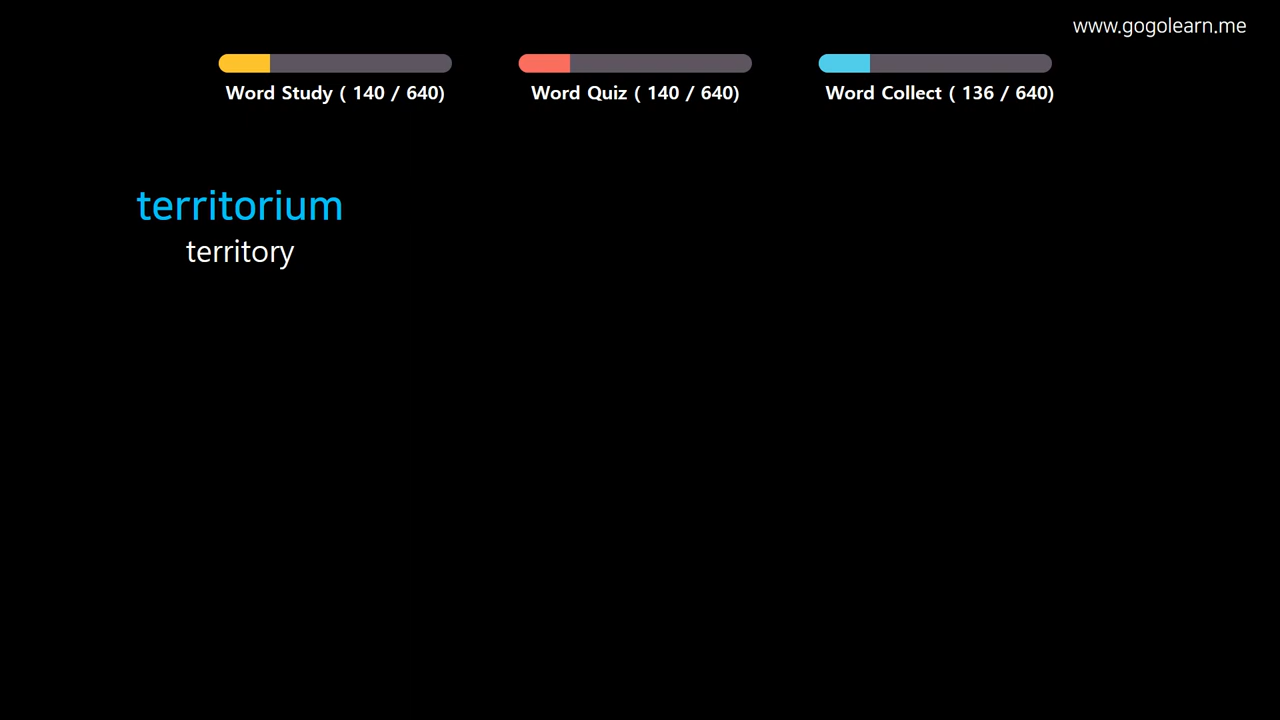 www.gogolearn.me
Word Study ( 140 / 640)
Word Quiz ( 140 / 640)
Word Collect ( 136 / 640)
territorium
territory